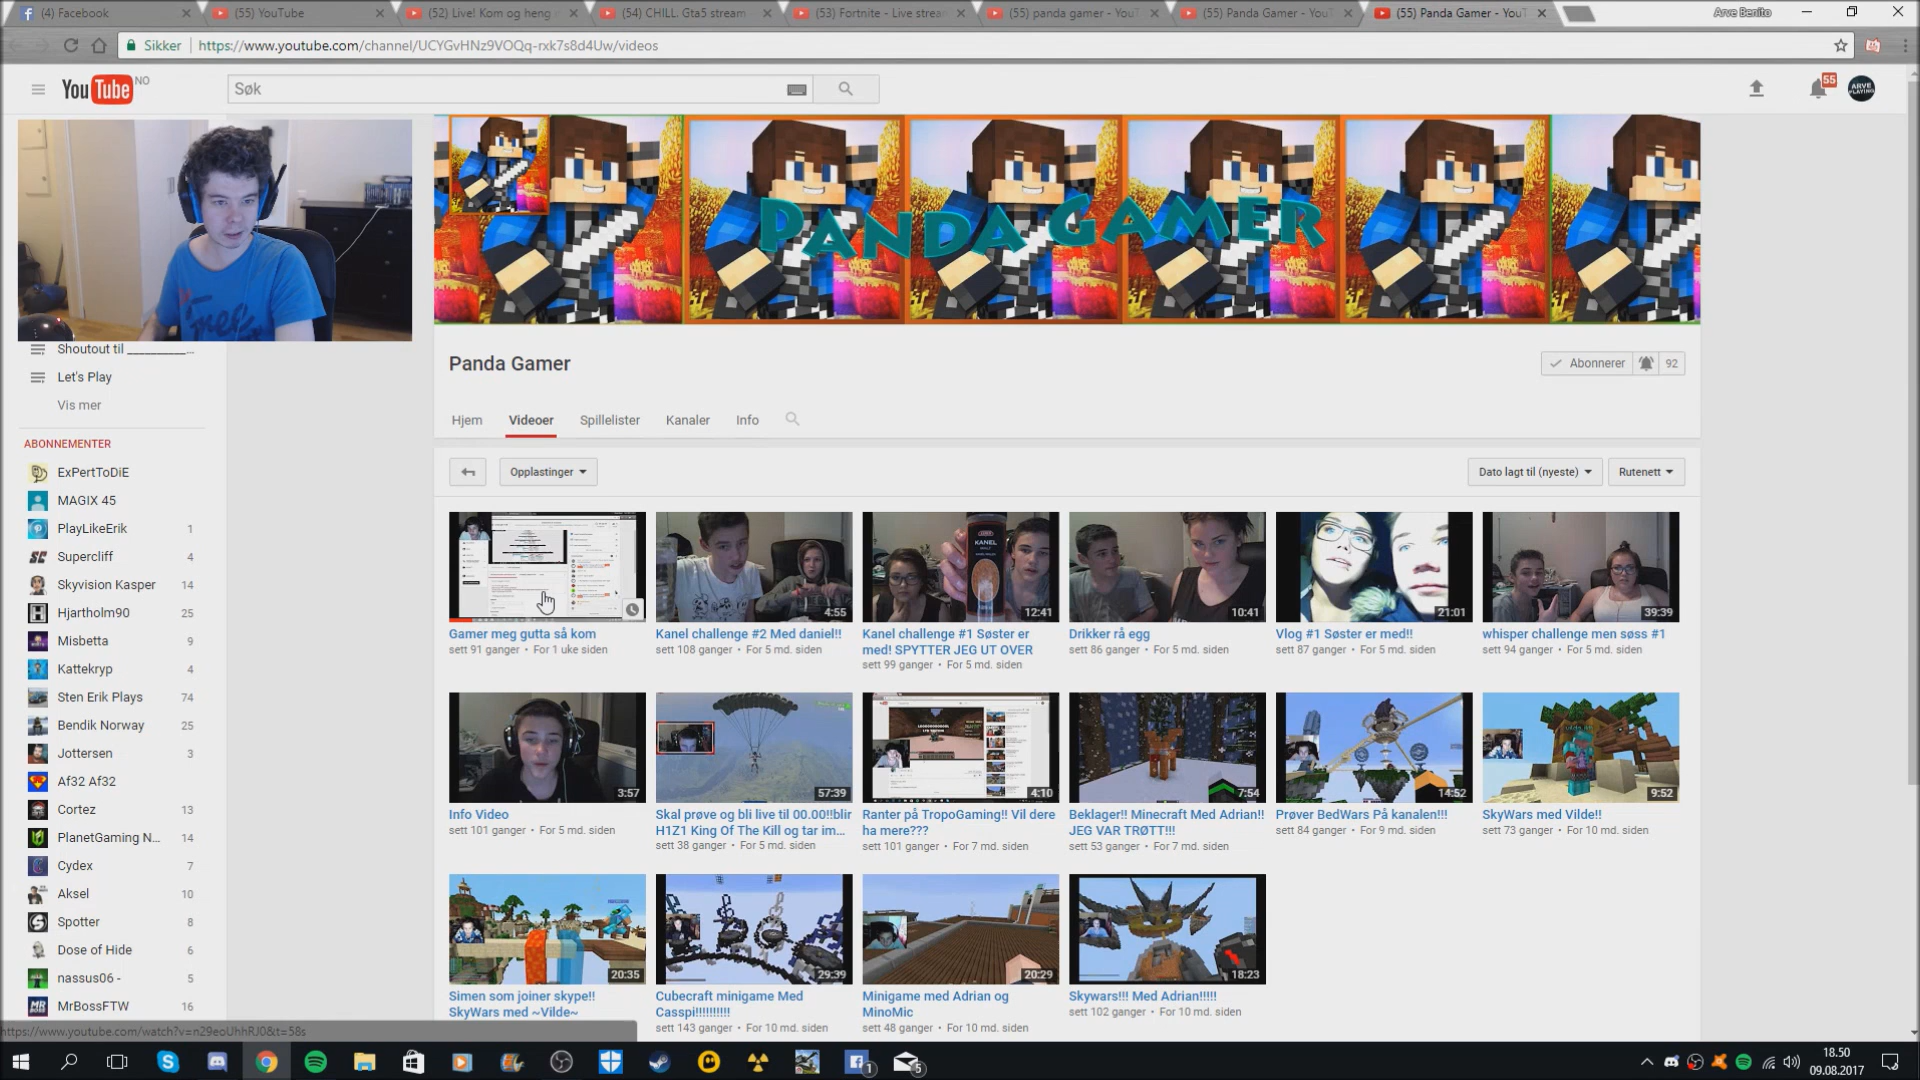 (4) Facebook
(55) YouTube
(52) Live! Kom og heng
(54) CHILL. Gta5 stream
(53) Fortnite - Live strea
(55) panda gamer - You
(55) Panda Gamer - You
(55) Panda Gamer - You
Arve Benito
Sikker
https://www.youtube.com/channel/UCYGvHNz9VOQq-rxk7s8d4Uw/videos
YouTube NO
Søk
55
ARVE PLAYING
PANDA GAMER
Shoutout til __________...
Let's Play
Vis mer
ABONNEMENTER
ExPertToDiE
MAGIX 45
PlayLikeErik 1
Supercliff 4
Skyvision Kasper 14
Hjartholm90 25
Misbetta 9
Kattekryp 4
Sten Erik Plays 74
Bendik Norway 25
Jottersen 3
Af32 Af32
Cortez 13
PlanetGaming N... 14
Cydex 7
Aksel 10
Spotter 8
Dose of Hide 6
nassus06 - 5
MrBossFTW 16
https://www.youtube.com/watch?v=n29eoUhhRJ0&t=58s
Panda Gamer
Abonnerer 92
Hjem Videoer Spillelister Kanaler Info
Opplastinger
Dato lagt til (nyeste) Rutenett
Gamer meg gutta så kom
sett 91 ganger • For 1 uke siden
4:55
Kanel challenge #2 Med daniel!!
sett 108 ganger • For 5 md. siden
KANEL
12:41
Kanel challenge #1 Søster er
med! SPYTTER JEG UT OVER
sett 99 ganger • For 5 md. siden
10:41
Drikker rå egg
sett 86 ganger • For 5 md. siden
21:01
Vlog #1 Søster er med!!
sett 87 ganger • For 5 md. siden
39:39
whisper challenge men søss #1
sett 94 ganger • For 5 md. siden
3:57
Info Video
sett 101 ganger • For 5 md. siden
57:39
Skal prøve og bli live til 00.00!!blir
H1Z1 King Of The Kill og tar im...
sett 38 ganger • For 5 md. siden
4:10
Ranter på TropoGaming!! Vil dere
ha mere???
sett 101 ganger • For 7 md. siden
7:54
Beklager!! Minecraft Med Adrian!!
JEG VAR TRØTT!!!
sett 53 ganger • For 7 md. siden
14:52
Prøver BedWars På kanalen!!!
sett 84 ganger • For 9 md. siden
9:52
SkyWars med Vilde!!
sett 73 ganger • For 10 md. siden
20:35
Simen som joiner skype!!
SkyWars med ~Vilde~
29:39
Cubecraft minigame Med
Casspi!!!!!!!!!!
sett 143 ganger • For 10 md. siden
20:29
Minigame med Adrian og
MinoMic
sett 48 ganger • For 10 md. siden
18:23
Skywars!!! Med Adrian!!!!!
sett 102 ganger • For 10 md. siden
1
5
18.50
09.08.2017